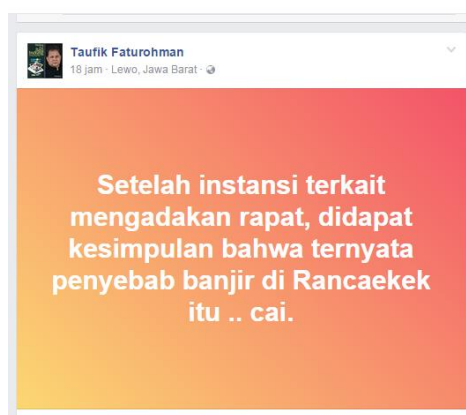 Taufik Faturohman
18 jam · Lewo, Jawa Barat ·
Setelah instansi terkait
mengadakan rapat, didapat
kesimpulan bahwa ternyata
penyebab banjir di Rancaekek
itu .. cai.